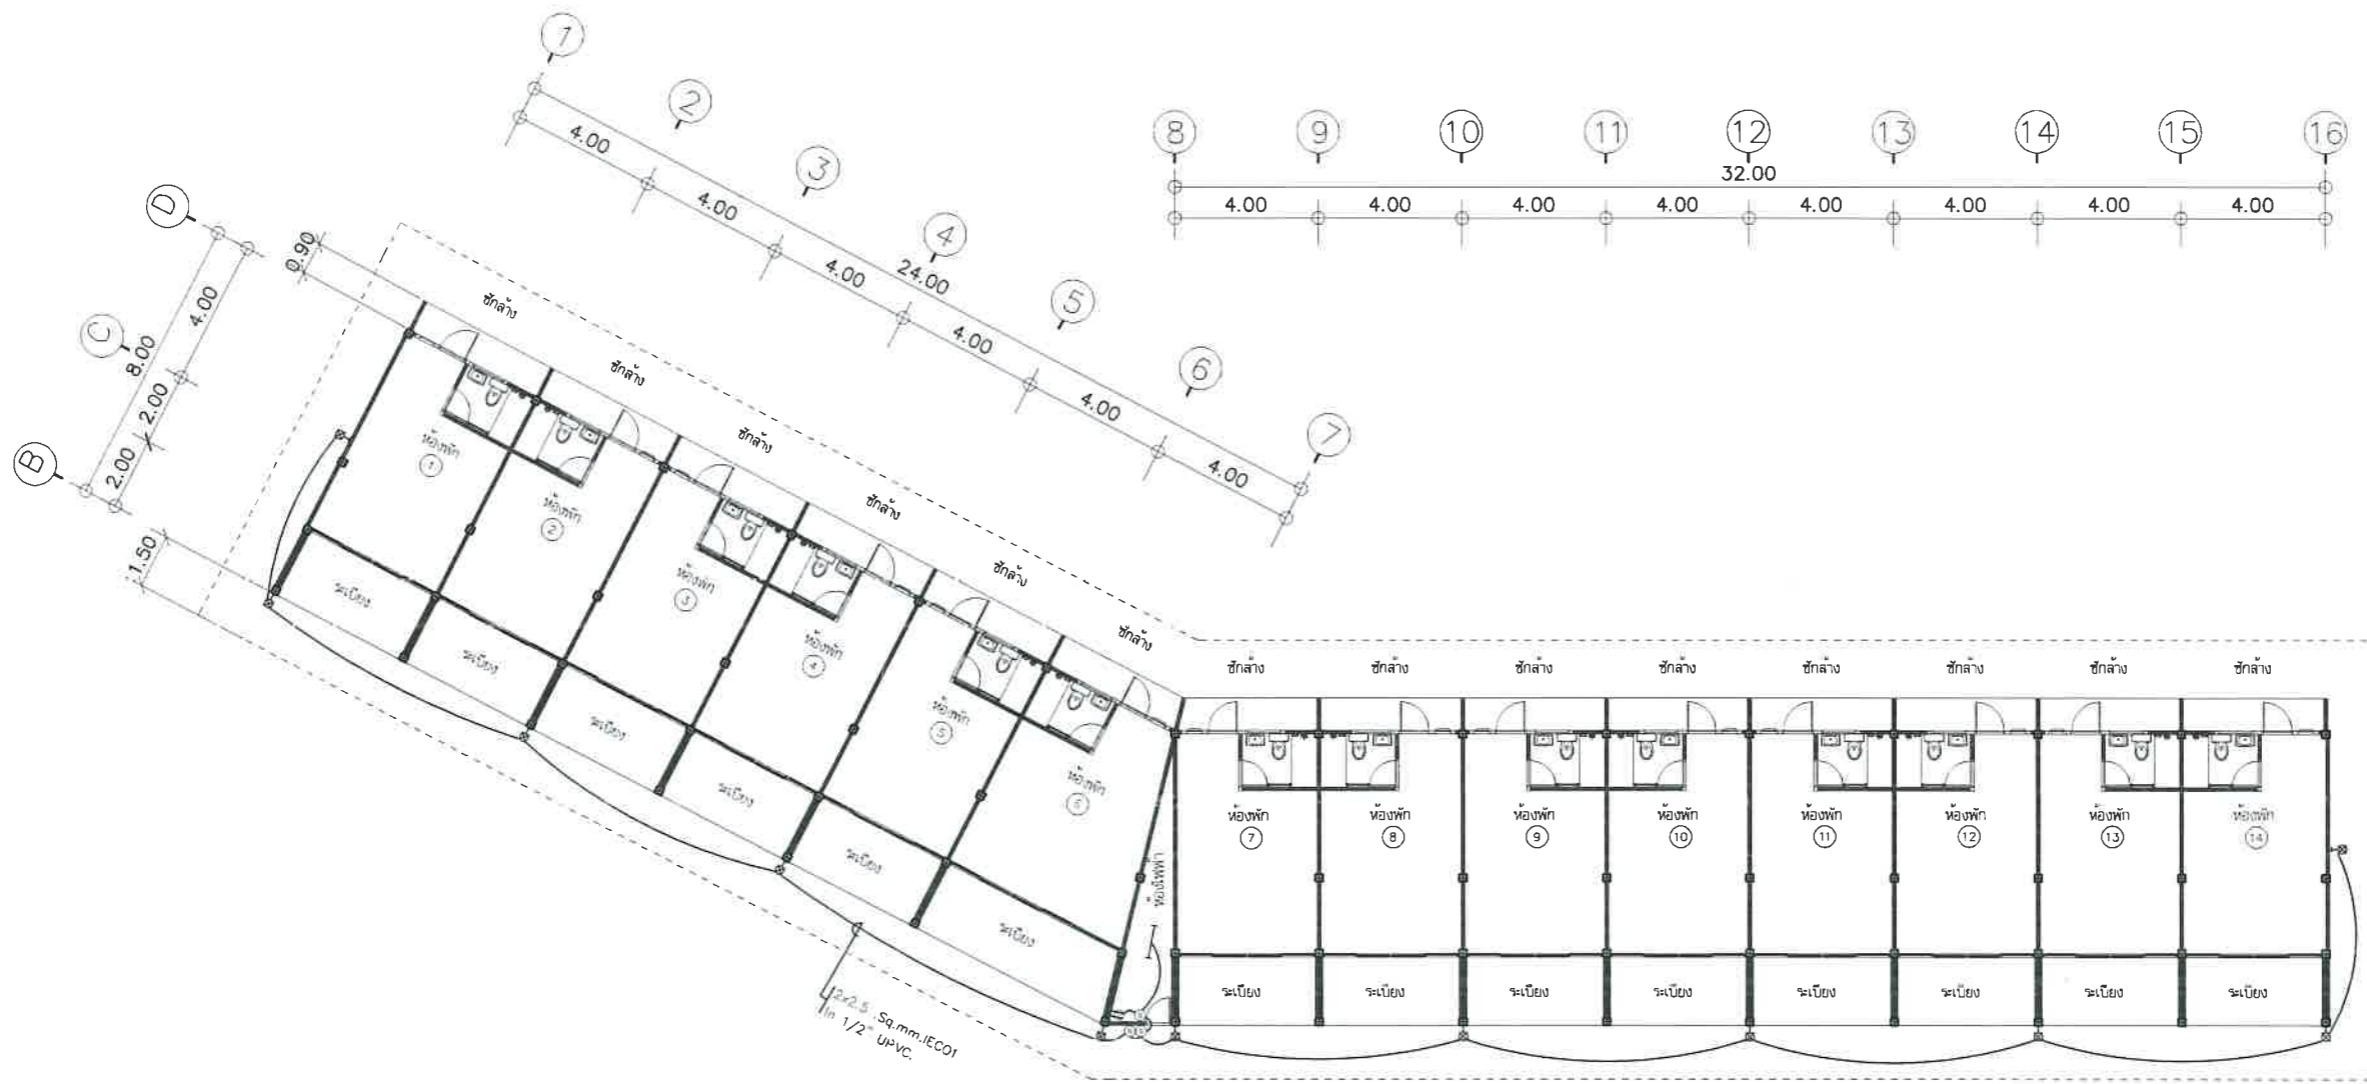 1
2
3
4
5
6
7
4.00
4.00
4.00
4.00
4.00
4.00
24.00
8
9
10
11
12
13
14
15
16
32.00
4.00
4.00
4.00
4.00
4.00
4.00
4.00
4.00
D
C
B
0.90
4.00
8.00
2.00
2.00
1.50
ซักล้าง
ซักล้าง
ซักล้าง
ซักล้าง
ซักล้าง
ซักล้าง
ห้องพัก
1
ห้องพัก
2
ห้องพัก
3
ห้องพัก
4
ห้องพัก
5
ห้องพัก
6
ระเบียง
ระเบียง
ระเบียง
ระเบียง
ระเบียง
ระเบียง
ซักล้าง ซักล้าง ซักล้าง ซักล้าง ซักล้าง ซักล้าง ซักล้าง ซักล้าง
ห้องพัก ห้องพัก ห้องพัก ห้องพัก ห้องพัก ห้องพัก ห้องพัก ห้องพัก
7 8 9 10 11 12 13 14
ห้องไฟฟ้า
ระเบียง ระเบียง ระเบียง ระเบียง ระเบียง ระเบียง ระเบียง ระเบียง
2x2.5 .Sq.mm.IEC01
In 1/2" UPVC.